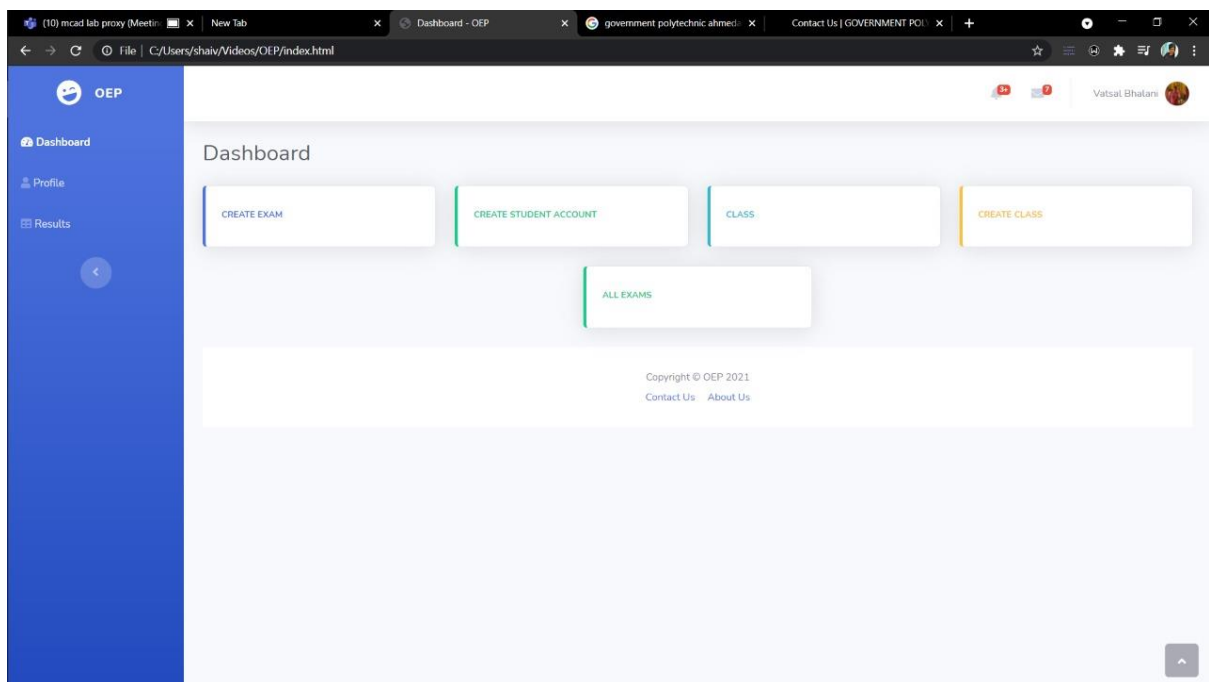 (10) mcad lab proxy (Meetin
New Tab
Dashboard - OEP
government polytechnic ahmeda
Contact Us | GOVERNMENT POL
File | C:/Users/shaiv/Videos/OEP/index.html
OEP
3+
7
Vatsal Bhalani
Dashboard
Profile
Results
Dashboard
CREATE EXAM
CREATE STUDENT ACCOUNT
CLASS
CREATE CLASS
ALL EXAMS
Copyright © OEP 2021
Contact Us About Us